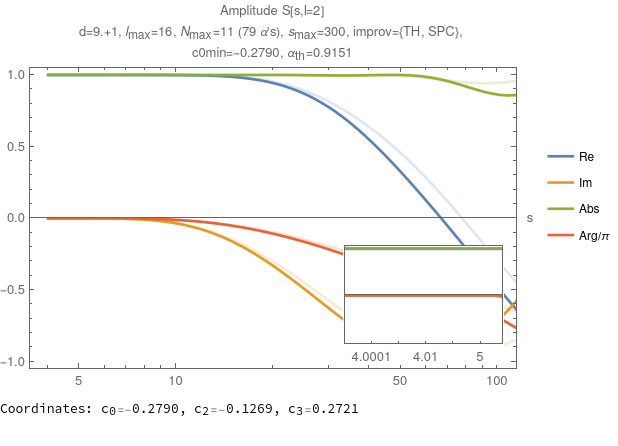 Amplitude S[s,l=2]
d=9.+1, lmax=16, Nmax=11 (79 α's), smax=300, improv={TH, SPC},
c0min=-0.2790, αth=0.9151
1.0
0.5
0.0
-0.5
-1.0
5 10 50 100
s
4.0001 4.01 5
Re
Im
Abs
Arg/π
Coordinates: c0=-0.2790, c2=-0.1269, c3=0.2721